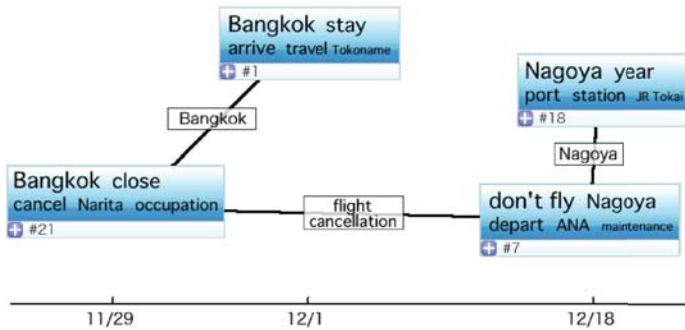 Bangkok stay
arrive travel Tokoname
#1
Nagoya year
port station JR Tokai
#18
Bangkok
Nagoya
Bangkok close
cancel Narita occupation
#21
flight
cancellation
don't fly Nagoya
depart ANA maintenance
#7
11/29 12/1 12/18